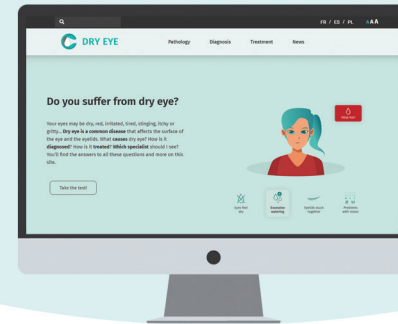 FR / ES / PL AAA
DRY EYE
Pathology Diagnosis Treatment News
Do you suffer from dry eye?
Your eyes may be dry, red, irritated, tired, stinging, itchy or
gritty... Dry eye is a common disease that affects the surface of
the eye and the eyelids. What causes dry eye? How is it
diagnosed? How is it treated? Which specialist should I see?
You'll find the answers to all these questions and more on this
site.
Take the test!
Eyes feel
dry
Excessive
watering
Eyelids stuck
together
Problems
with vision